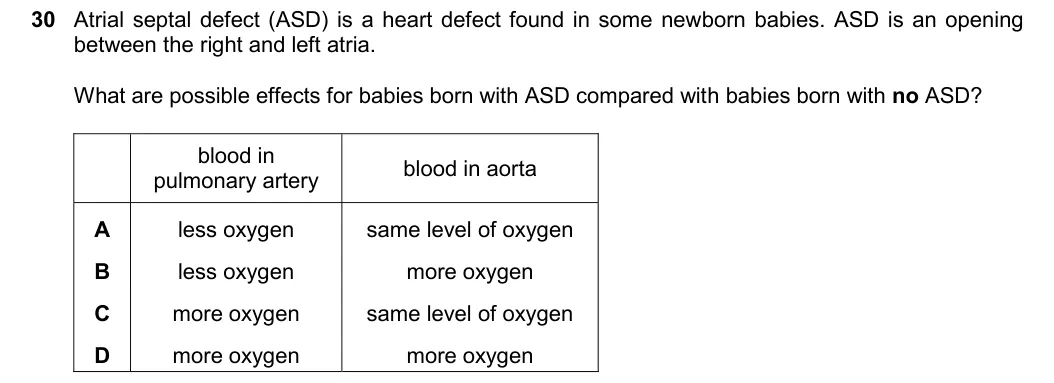 30 Atrial septal defect (ASD) is a heart defect found in some newborn babies. ASD is an opening
between the right and left atria.
What are possible effects for babies born with ASD compared with babies born with no ASD?
blood in
pulmonary artery
blood in aorta
A less oxygen same level of oxygen
B less oxygen more oxygen
C more oxygen same level of oxygen
D more oxygen more oxygen